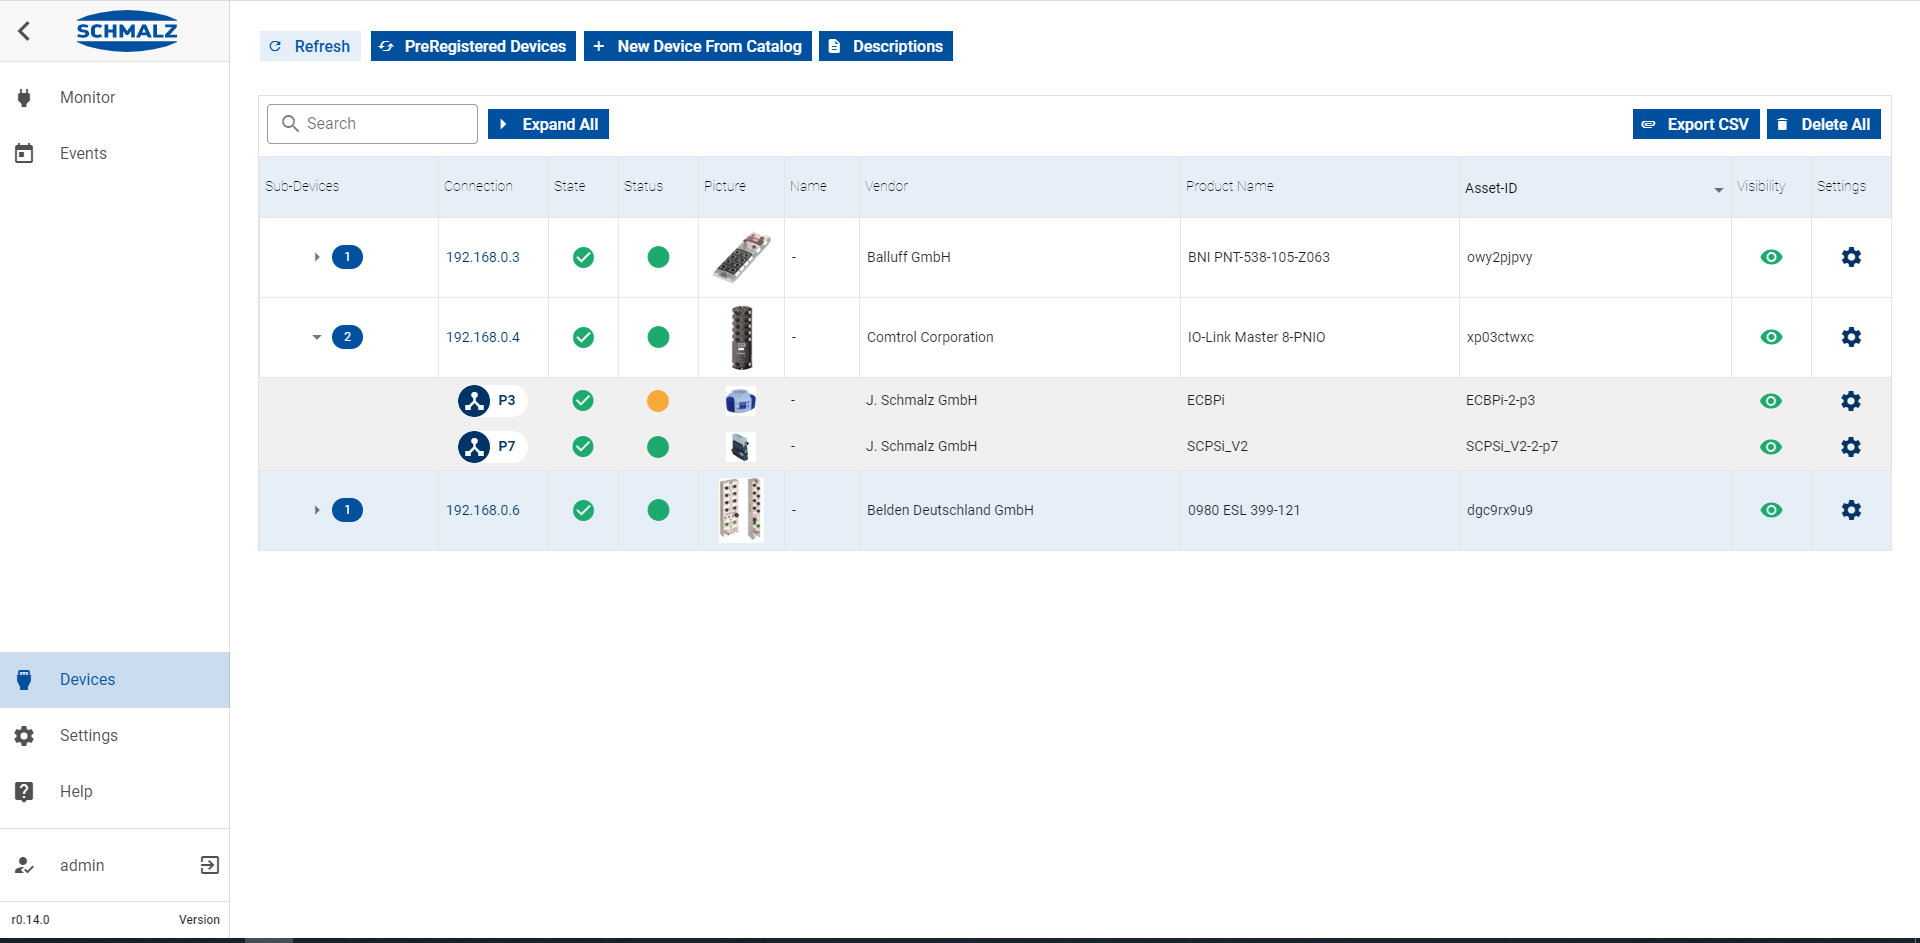 SCHMALZ
Monitor
Events
Devices
Settings
Help
admin
r0.14.0 Version
Refresh PreRegistered Devices New Device From Catalog Descriptions
Search Expand All Export CSV Delete All
Sub-Devices Connection State Status Picture Name Vendor Product Name Asset-ID Visibility Settings
1 192.168.0.3 - Balluff GmbH BNI PNT-538-105-Z063 owy2pjpvy
2 192.168.0.4 - Comtrol Corporation IO-Link Master 8-PNIO xp03ctwxc
P3 - J. Schmalz GmbH ECBPi ECBPi-2-p3
P7 - J. Schmalz GmbH SCPSi_V2 SCPSi_V2-2-p7
1 192.168.0.6 - Belden Deutschland GmbH 0980 ESL 399-121 dgc9rx9u9